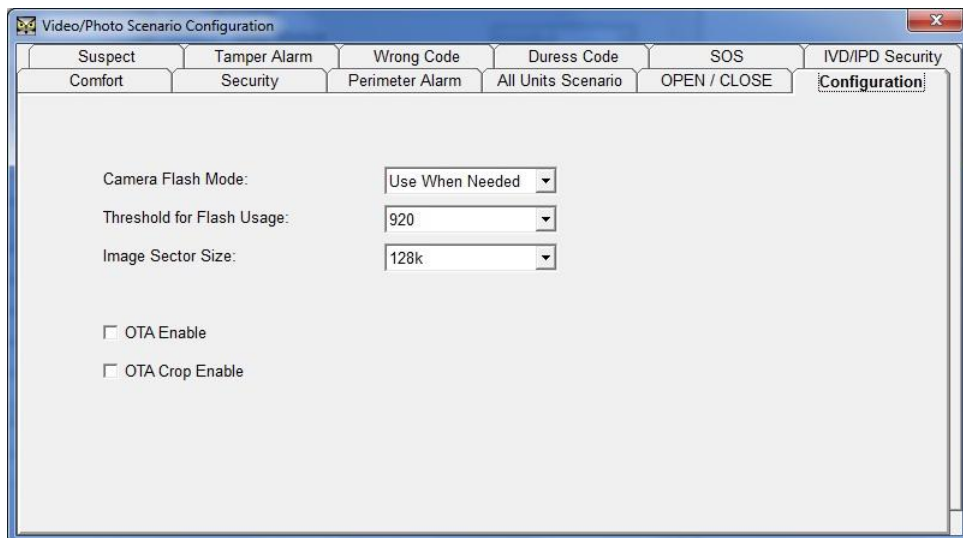 Video/Photo Scenario Configuration
Suspect Tamper Alarm Wrong Code Duress Code SOS IVD/IPD Security
Comfort Security Perimeter Alarm All Units Scenario OPEN / CLOSE Configuration
Camera Flash Mode: Use When Needed
Threshold for Flash Usage: 920
Image Sector Size: 128k
OTA Enable
OTA Crop Enable